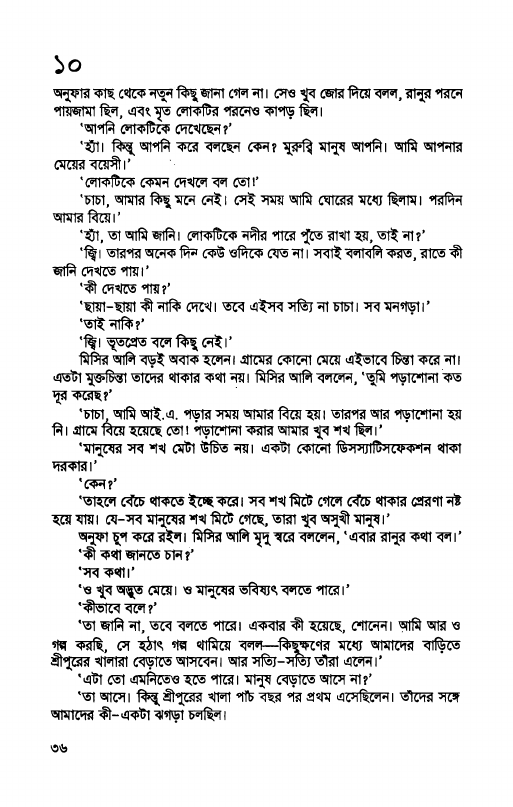 ১০
অনুফার কাছ থেকে নতুন কিছু জানা গেল না। সেও খুব জোর দিয়ে বলল, রানুর পরনে
পায়জামা ছিল, এবং মৃত লোকটির পরনেও কাপড় ছিল।
'আপনি লোকটিকে দেখেছেন?'
'হ্যাঁ। কিন্তু আপনি করে বলছেন কেন? মুরুব্বি মানুষ আপনি। আমি আপনার
মেয়ের বয়েসী।'
'লোকটিকে কেমন দেখলে বল তো!'
'চাচা, আমার কিছু মনে নেই। সেই সময় আমি ঘোরের মধ্যে ছিলাম। পরদিন
আমার বিয়ে।'
'হ্যাঁ, তা আমি জানি। লোকটিকে নদীর পারে পুঁতে রাখা হয়, তাই না?'
'জ্বি। তারপর অনেক দিন কেউ ওদিকে যেত না। সবাই বলাবলি করত, রাতে কী
জানি দেখতে পায়।'
'কী দেখতে পায়?'
'ছায়া-ছায়া কী নাকি দেখে। তবে এইসব সত্যি না চাচা। সব মনগড়া।'
'তাই নাকি?'
'জ্বি। ভূতপ্রেত বলে কিছু নেই।'
মিসির আলি বড়ই অবাক হলেন। গ্রামের কোনো মেয়ে এইভাবে চিন্তা করে না।
এতটা মুক্তচিন্তা তাদের থাকার কথা নয়। মিসির আলি বললেন, 'তুমি পড়াশোনা কত
দূর করেছ?'
'চাচা, আমি আই.এ. পড়ার সময় আমার বিয়ে হয়। তারপর আর পড়াশোনা হয়
নি। গ্রামে বিয়ে হয়েছে তো! পড়াশোনা করার আমার খুব শখ ছিল।'
'মানুষের সব শখ মেটা উচিত নয়। একটা কোনো ডিসস্যাটিসফেকশন থাকা
দরকার।'
'কেন?'
'তাহলে বেঁচে থাকতে ইচ্ছে করে। সব শখ মিটে গেলে বেঁচে থাকার প্রেরণা নষ্ট
হয়ে যায়। যে-সব মানুষের শখ মিটে গেছে, তারা খুব অসুখী মানুষ।'
অনুফা চুপ করে রইল। মিসির আলি মৃদু স্বরে বললেন, 'এবার রানুর কথা বল।'
'কী কথা জানতে চান?'
'সব কথা।'
'ও খুব অদ্ভুত মেয়ে। ও মানুষের ভবিষ্যৎ বলতে পারে।'
'কীভাবে বলে?'
'তা জানি না, তবে বলতে পারে। একবার কী হয়েছে, শোনেন। আমি আর ও
গল্প করছি, সে হঠাৎ গল্প থামিয়ে বলল—কিছুক্ষণের মধ্যে আমাদের বাড়িতে
শ্রীপুরের খালারা বেড়াতে আসবেন। আর সত্যি-সত্যি তাঁরা এলেন।'
'এটা তো এমনিতেও হতে পারে। মানুষ বেড়াতে আসে না?'
'তা আসে। কিন্তু শ্রীপুরের খালা পাঁচ বছর পর প্রথম এসেছিলেন। তাঁদের সঙ্গে
আমাদের কী-একটা ঝগড়া চলছিল।
৩৬